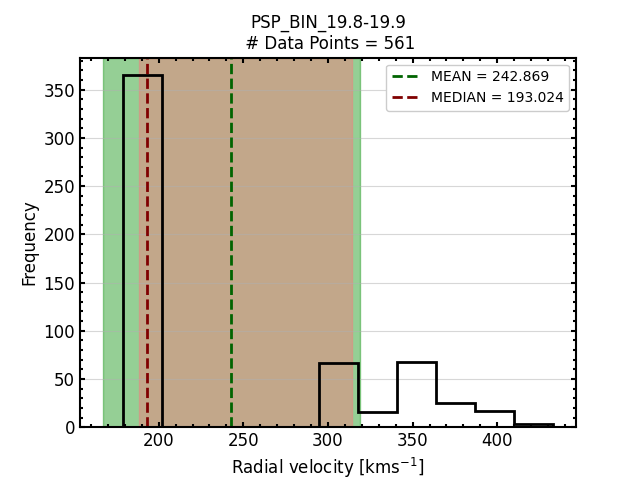 PSP_BIN_19.8-19.9
# Data Points = 561
MEAN = 242.869
MEDIAN = 193.024
Frequency
350
300
250
200
150
100
50
0
200 250 300 350 400
Radial velocity [kms⁻¹]